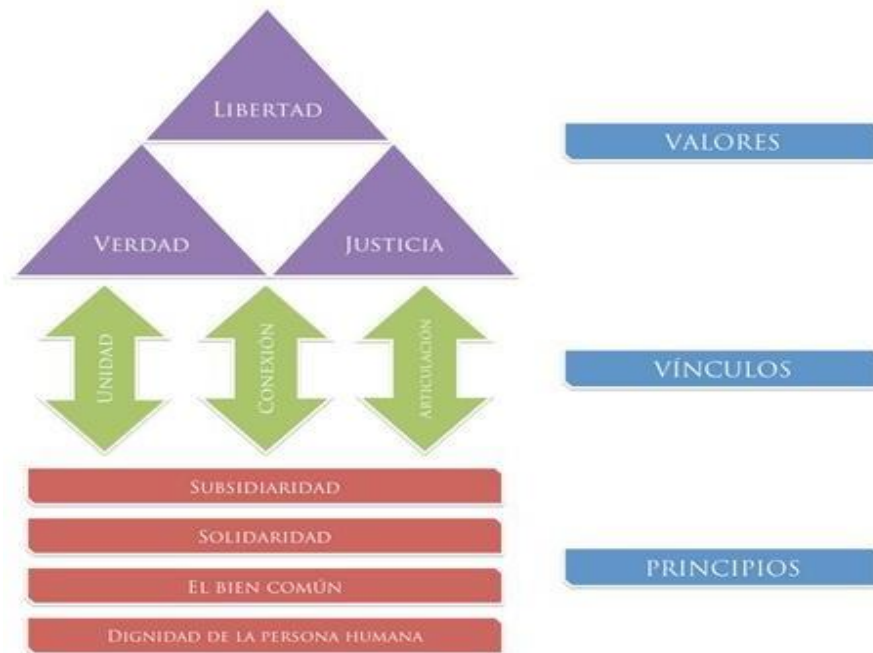 LIBERTAD
VALORES
VERDAD
JUSTICIA
UNIDAD
CONEXIÓN
ARTICULACIÓN
VÍNCULOS
SUBSIDIARIDAD
SOLIDARIDAD
EL BIEN COMÚN
PRINCIPIOS
DIGNIDAD DE LA PERSONA HUMANA